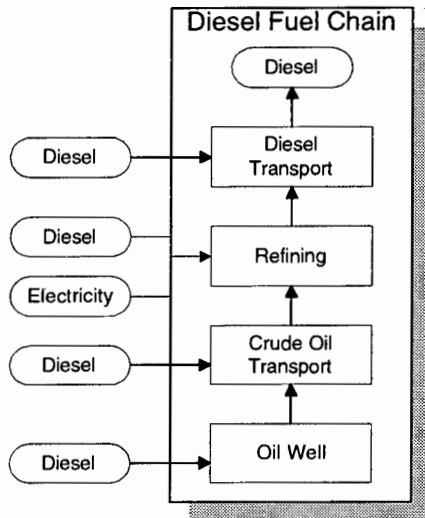 Diesel Fuel Chain
Diesel
Diesel
Diesel
Transport
Diesel
Refining
Electricity
Diesel
Crude Oil
Transport
Diesel
Oil Well